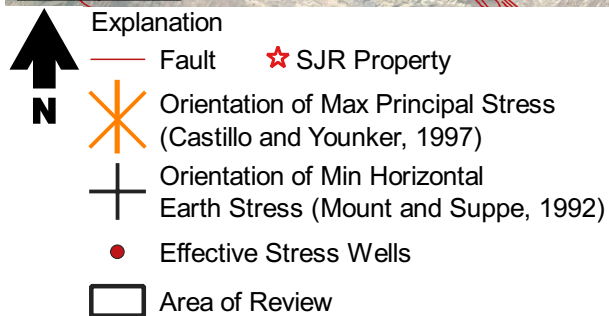 Explanation
Fault SJR Property
N
Orientation of Max Principal Stress
(Castillo and Younker, 1997)
Orientation of Min Horizontal
Earth Stress (Mount and Suppe, 1992)
Effective Stress Wells
Area of Review